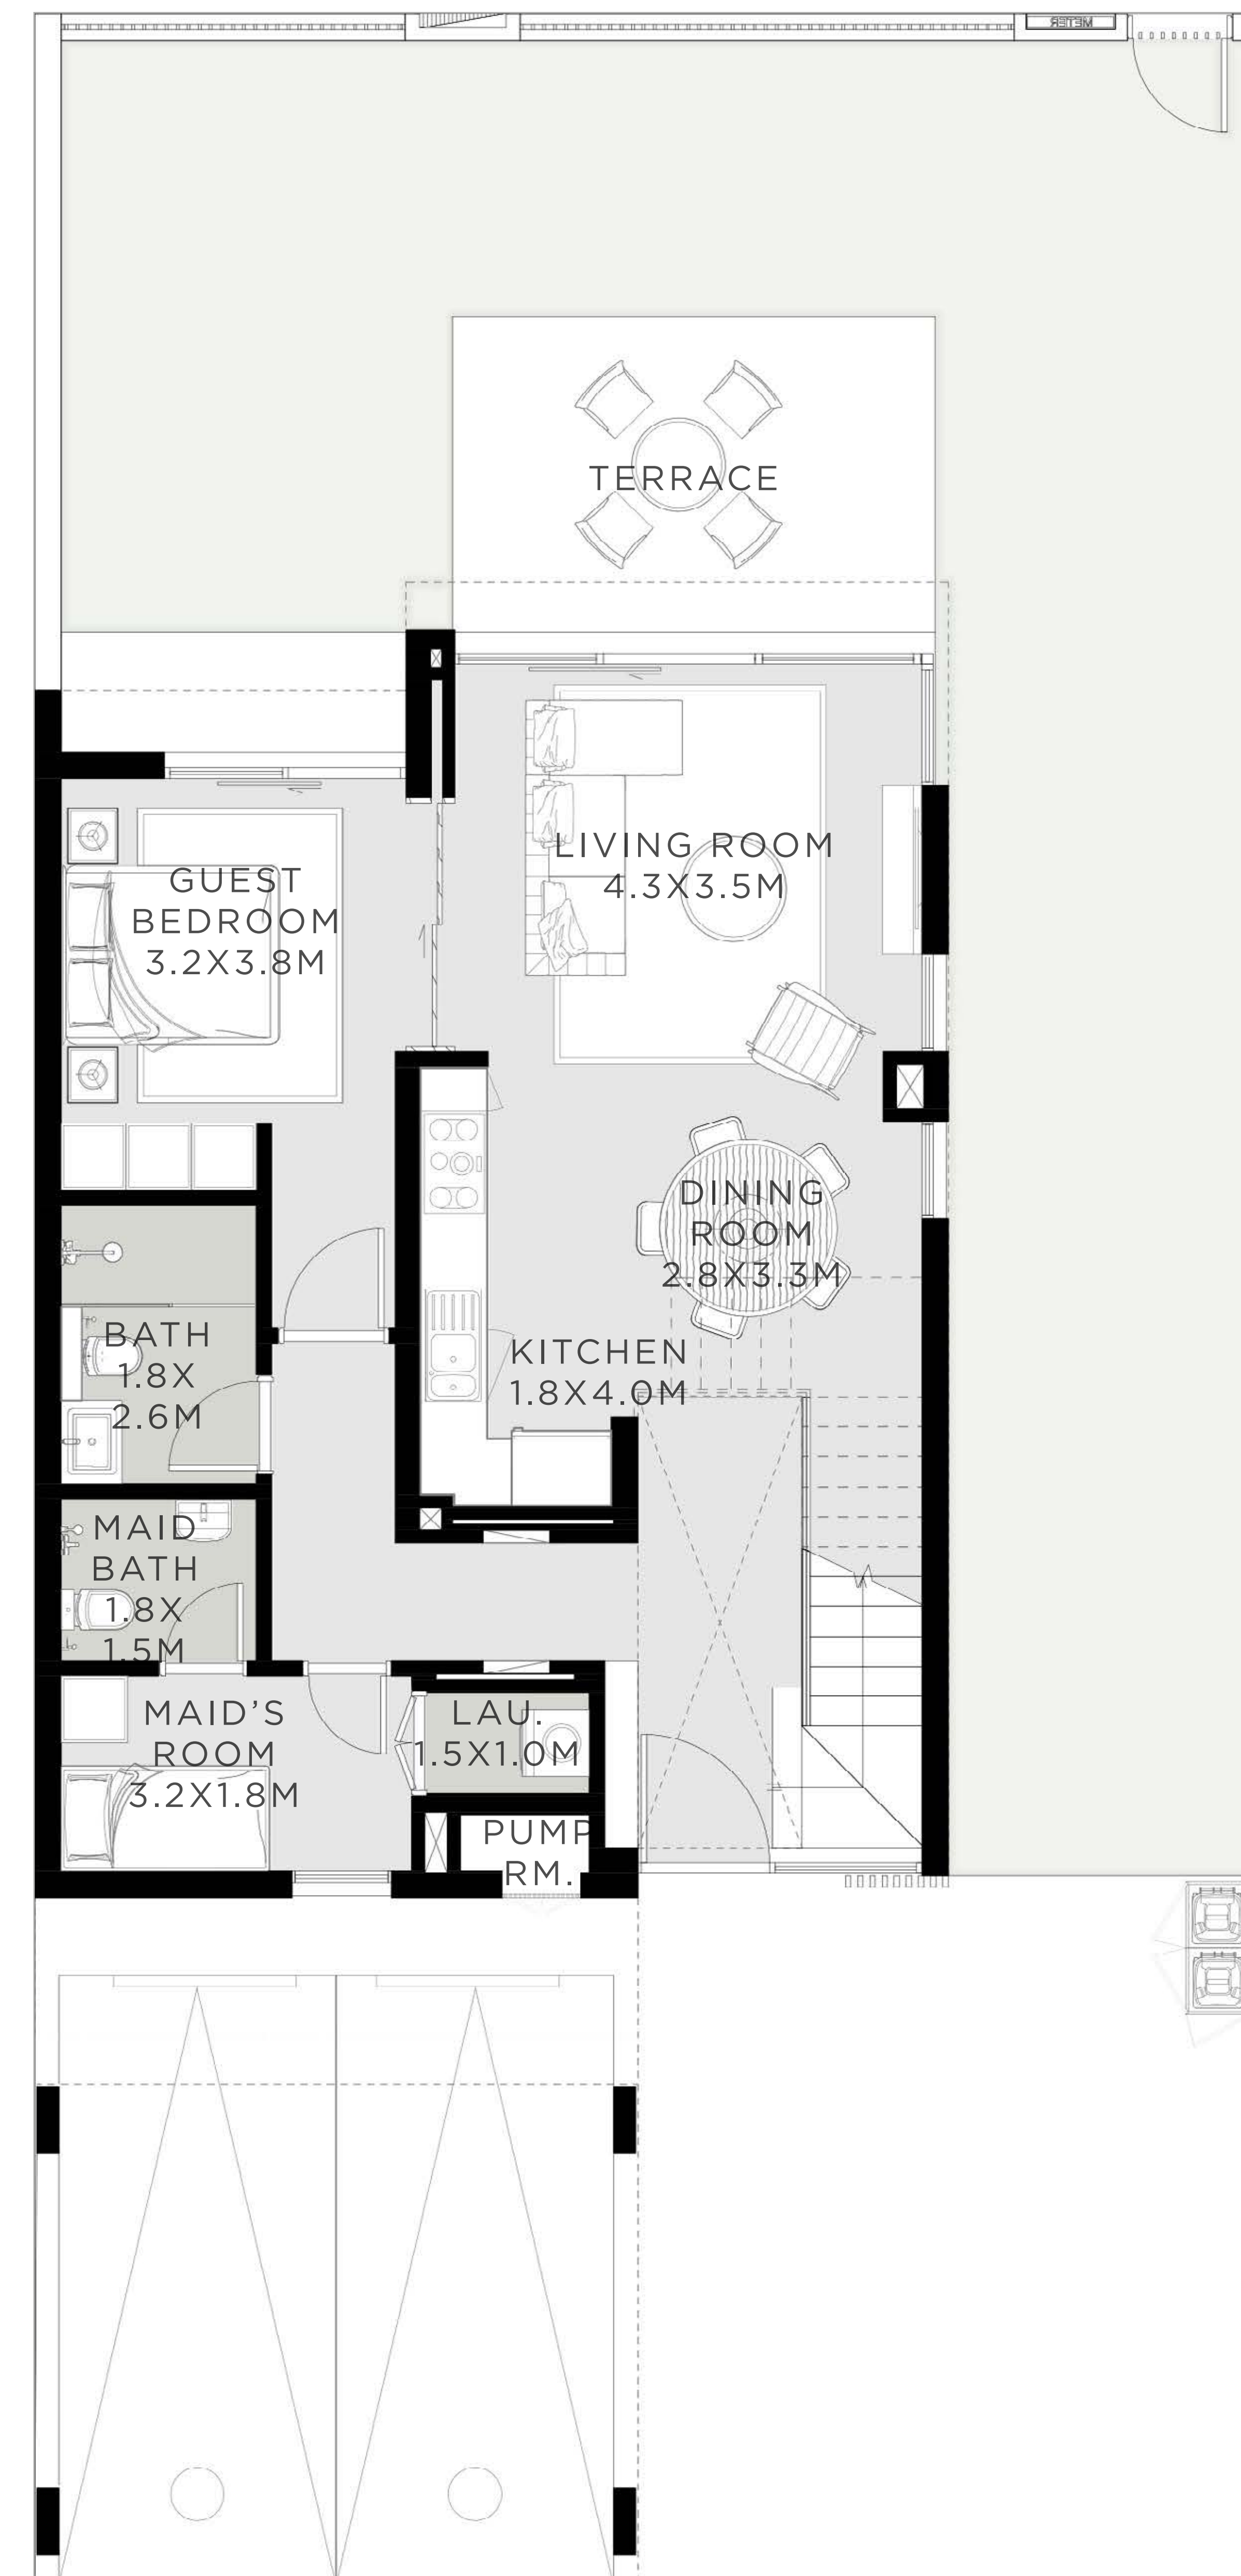 METER
TERRACE
LIVING ROOM
4.3X3.5M
GUEST
BEDROOM
3.2X3.8M
DINING
ROOM
2.8X3.3M
BATH
1.8X
2.6M
KITCHEN
1.8X4.0M
MAID
BATH
1.8X
1.5M
MAID'S
ROOM
3.2X1.8M
LAU.
1.5X1.0M
PUMP
RM.